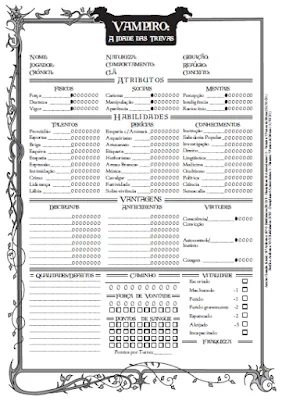 VAMPIRO:
A IDADE DAS TREVAS
NOME: NATUREZA: GERAÇÃO:
JOGADOR: COMPORTAMENTO: REFÚGIO:
CRÔNICA: CLÃ: CONCEITO:
ATRIBUTOS
FÍSICOS SOCIAIS MENTAIS
Força Carisma Percepção
Destreza Manipulação Inteligência
Vigor Aparência Raciocínio
HABILIDADES
TALENTOS PERÍCIAS CONHECIMENTOS
Prontidão Empatia c/ Animais Instrução
Esportes Arquearia Sabedoria Popular
Briga Artesanato Investigação
Esquiva Etiqueta Direito
Empatia Herbalismo Lingüística
Expressão Armas Brancas Medicina
Intimidação Música Ocultismo
Crime Cavalgar Política
Liderança Furtividade Ciência
Lábia Sobrevivência Senescalia
VANTAGENS
DISCIPLINAS ANTECEDENTES VIRTUDES
Consciência/
Convicção
Autocontrole/
Instinto
Coragem
QUALIDADES/DEFEITOS CAMINHO VITALIDADE
Escoriado
Machucado -1
FORÇA DE VONTADE
Ferido -1
Ferido gravemente -2
Espancado -2
PONTOS DE SANGUE
Aleijado -5
Incapacitado
FRAQUEZA
Pontos por Turno: